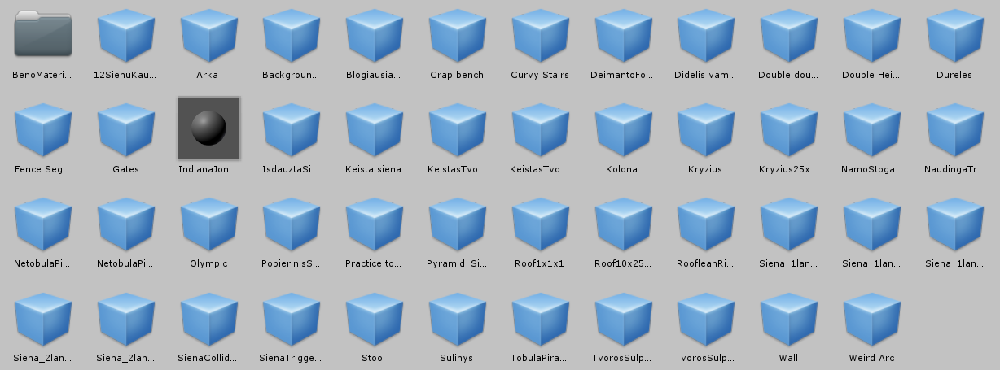 BenoMateri...
12SienuKau...
Arka
Backgroun...
Blogiausia...
Crap bench
Curvy Stairs
DeimantoFo...
Didelis vam...
Double dou...
Double Hei...
Dureles
Fence Seg...
Gates
IndianaJon...
IsdauztaSi...
Keista siena
KeistasTvo...
KeistasTvo...
Kolona
Kryzius
Kryzius25x...
NamoStoga...
NaudingaTr...
NetobulaPi...
NetobulaPi...
Olympic
PopierinisS...
Practice to...
Pyramid_Si...
Roof1x1x1
Roof10x25...
RoofleanRi...
Siena_1lan...
Siena_1lan...
Siena_1lan...
Siena_2lan...
Siena_2lan...
SienaCollid...
SienaTrigge...
Stool
Sulinys
TobulaPira...
TvorosSulp...
TvorosSulp...
Wall
Weird Arc